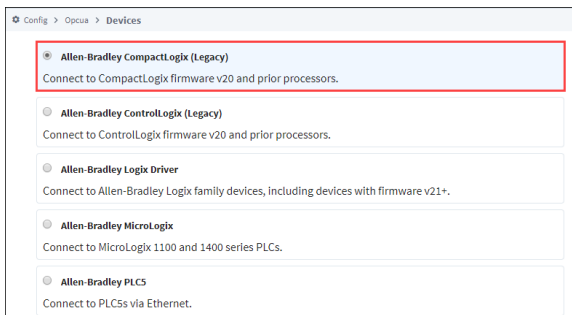 Config > Opcua > Devices
Allen-Bradley CompactLogix (Legacy)
Connect to CompactLogix firmware v20 and prior processors.
Allen-Bradley ControlLogix (Legacy)
Connect to ControlLogix firmware v20 and prior processors.
Allen-Bradley Logix Driver
Connect to Allen-Bradley Logix family devices, including devices with firmware v21+.
Allen-Bradley MicroLogix
Connect to MicroLogix 1100 and 1400 series PLCs.
Allen-Bradley PLC5
Connect to PLC5s via Ethernet.